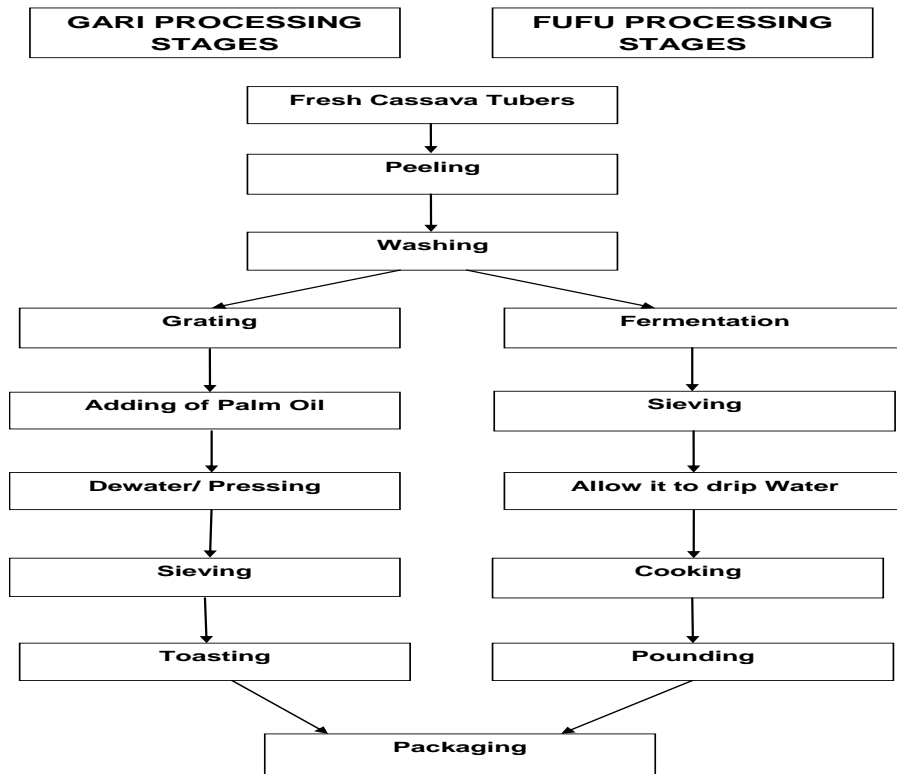 GARI PROCESSING
STAGES
FUFU PROCESSING
STAGES
Fresh Cassava Tubers
Peeling
Washing
Grating
Fermentation
Adding of Palm Oil
Sieving
Dewater/ Pressing
Allow it to drip Water
Sieving
Cooking
Toasting
Pounding
Packaging